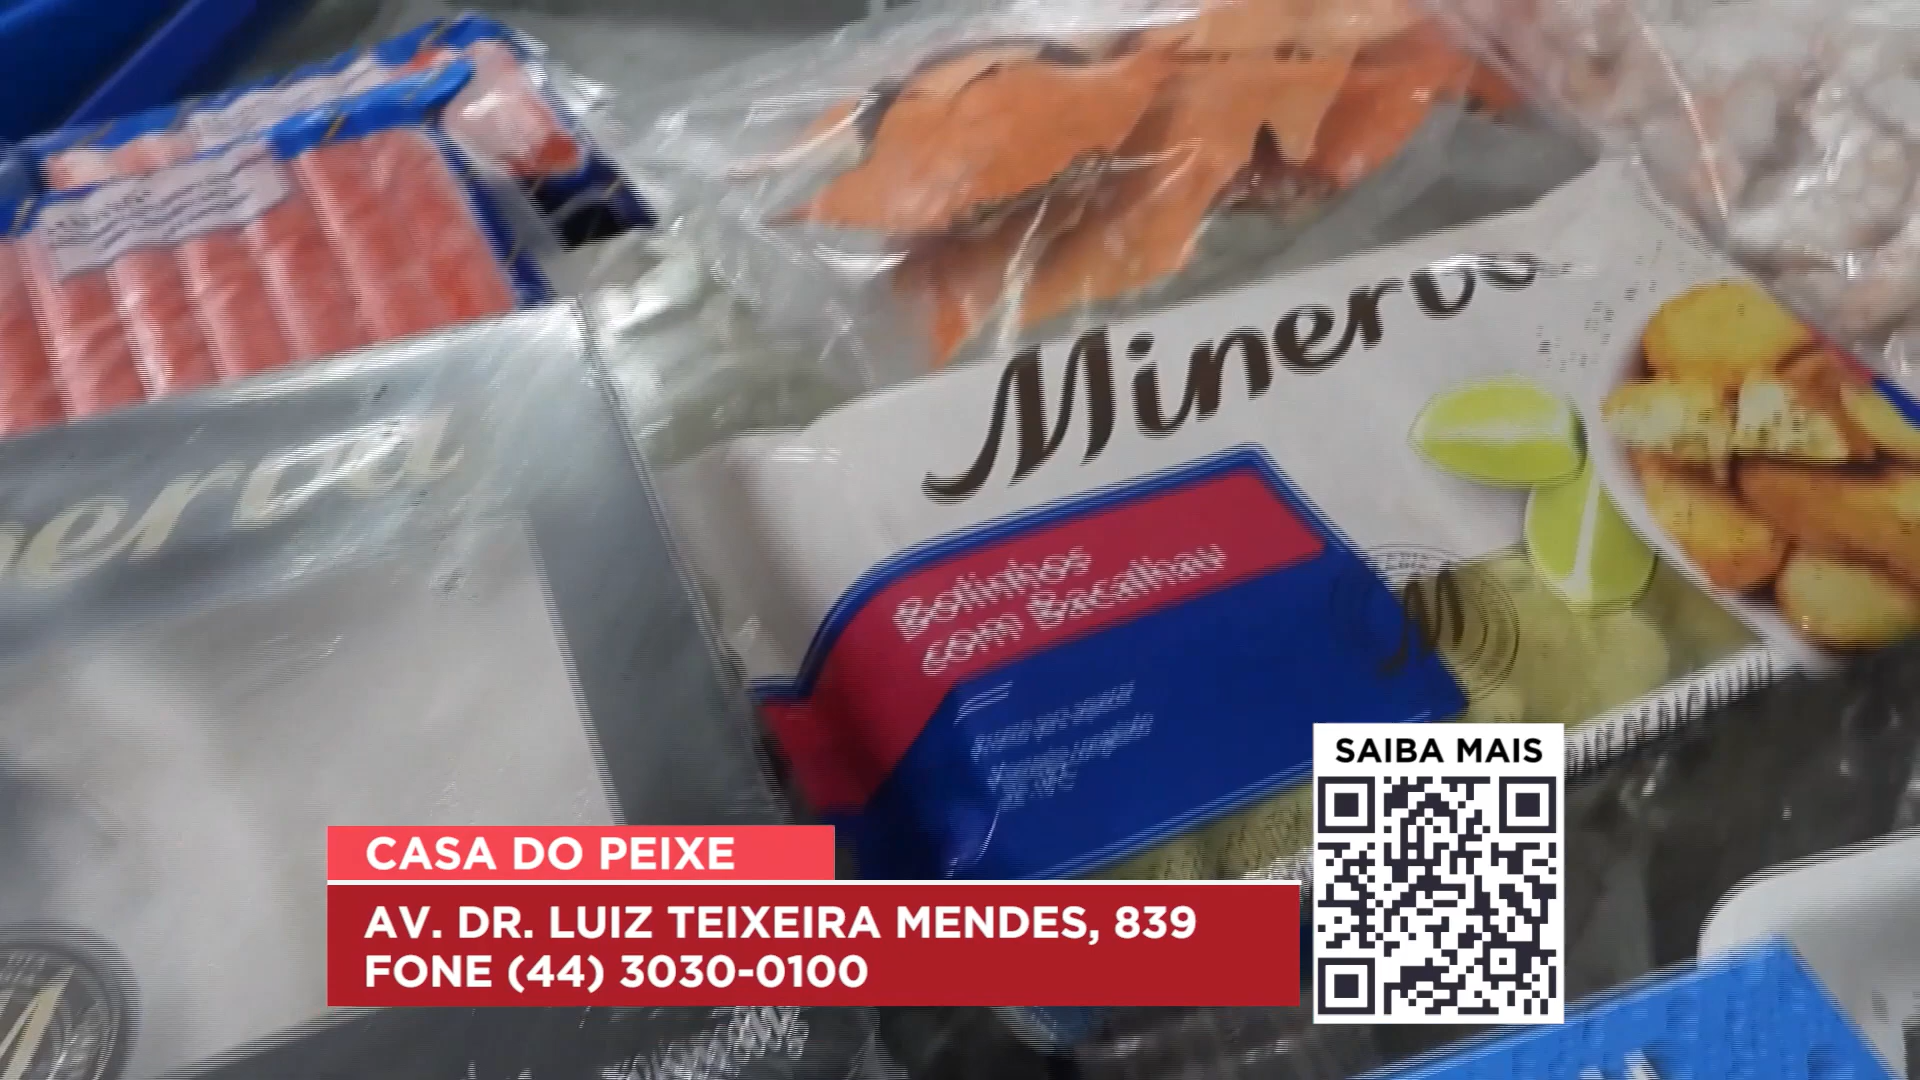 Minerva
erva
Bolinhos
com Bacalhau
M
SAIBA MAIS
CASA DO PEIXE
AV. DR. LUIZ TEIXEIRA MENDES, 839
FONE (44) 3030-0100